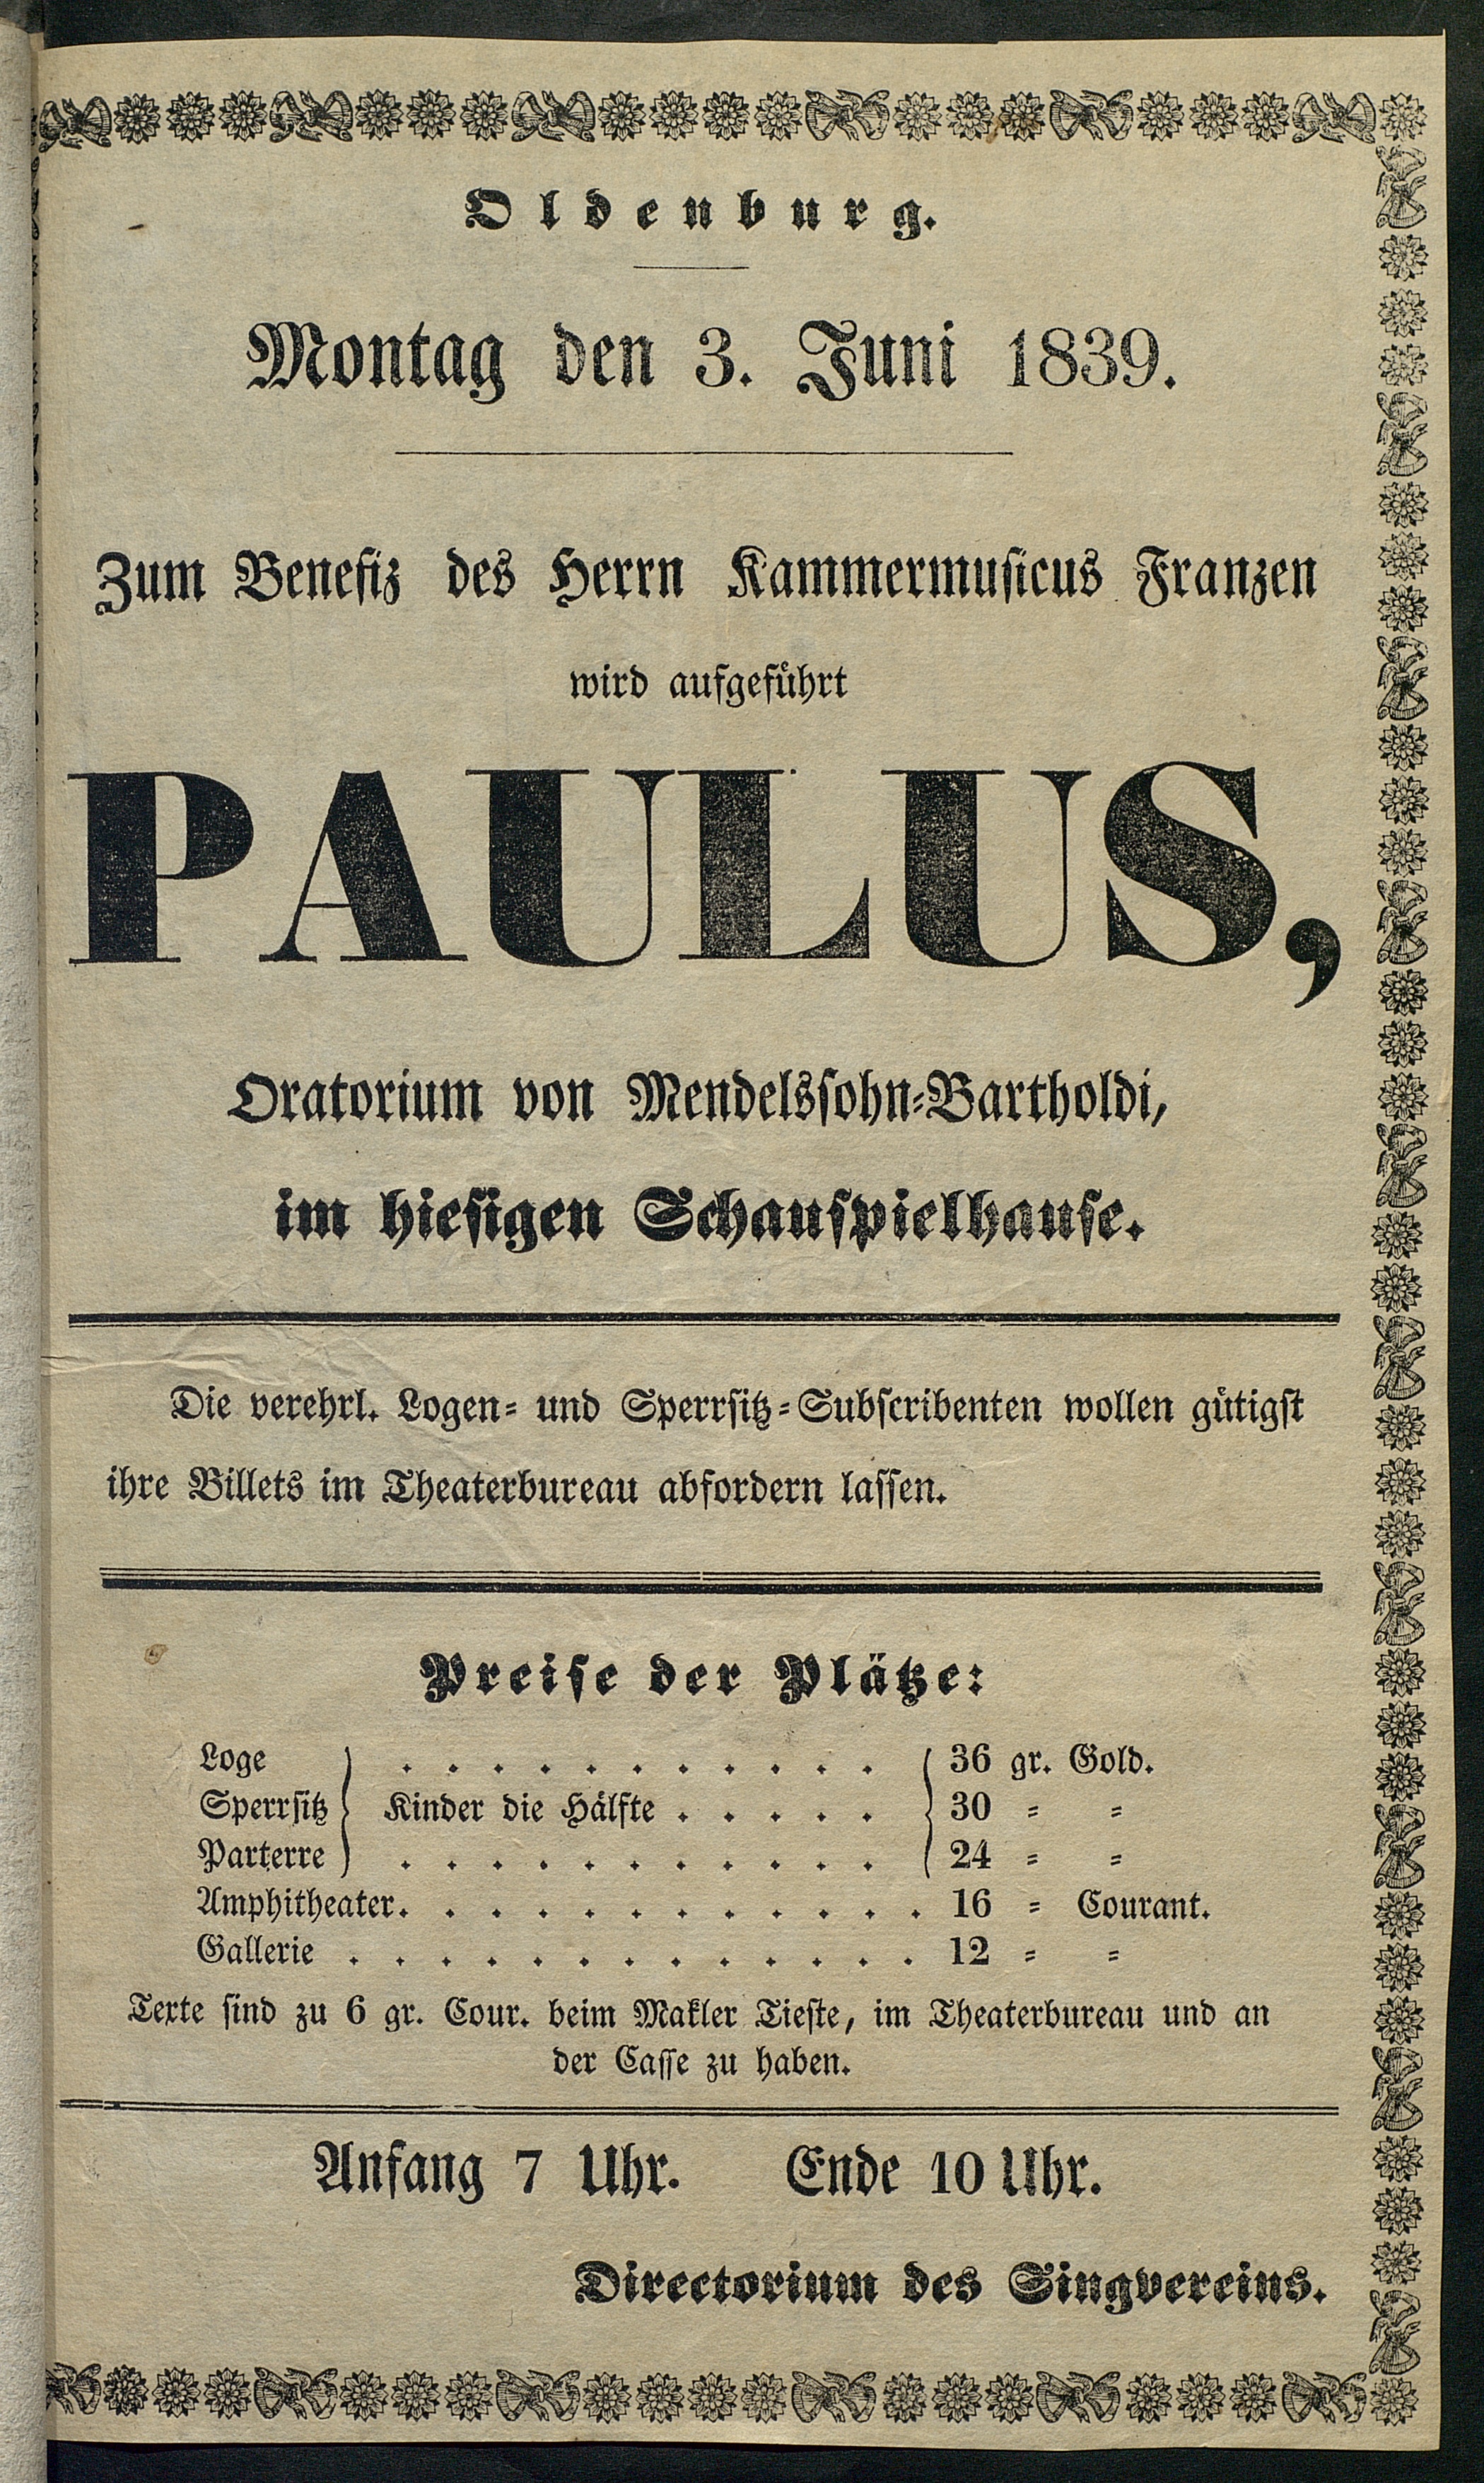 Oldenburg.
Montag den 3. Juni 1839.
Zum Benefiz des Herrn Kammermusicus Franzen
wird aufgeführt
PAULUS,
Oratorium von Mendelssohn-Bartholdi,
im hiesigen Schauspielhause.
Die verehrl. Logen- und Sperrsitz-Subscribenten wollen gütigst
ihre Billets im Theaterbureau abfordern lassen.
Preise der Plätze:
Loge . . . . . . . . . . . 36 gr. Gold.
Sperrsitz Kinder die Hälfte . . . . . 30 = =
Parterre . . . . . . . . . . . 24 = =
Amphitheater. . . . . . . . . . . . 16 = Courant.
Gallerie . . . . . . . . . . . . . 12 = =
Texte sind zu 6 gr. Cour. beim Makler Tieste, im Theaterbureau und an
der Casse zu haben.
Anfang 7 Uhr. Ende 10 Uhr.
Directorium des Singvereins.